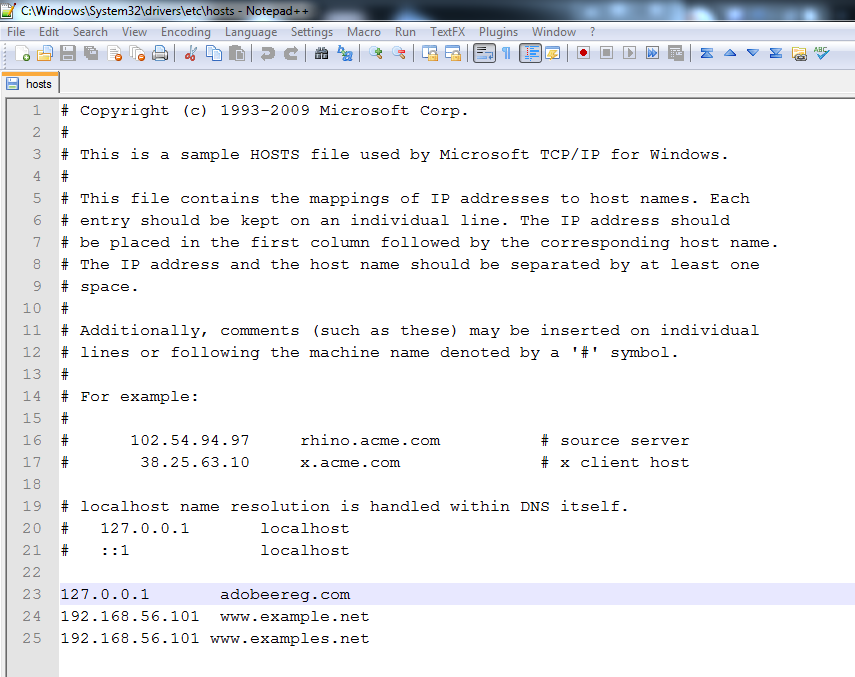 C:\Windows\System32\drivers\etc\hosts - Notepad++
File Edit Search View Encoding Language Settings Macro Run TextFX Plugins Window ?
ABC
hosts
1 # Copyright (c) 1993-2009 Microsoft Corp.
2 #
3 # This is a sample HOSTS file used by Microsoft TCP/IP for Windows.
4 #
5 # This file contains the mappings of IP addresses to host names. Each
6 # entry should be kept on an individual line. The IP address should
7 # be placed in the first column followed by the corresponding host name.
8 # The IP address and the host name should be separated by at least one
9 # space.
10 #
11 # Additionally, comments (such as these) may be inserted on individual
12 # lines or following the machine name denoted by a '#' symbol.
13 #
14 # For example:
15 #
16 #      102.54.94.97     rhino.acme.com          # source server
17 #       38.25.63.10     x.acme.com              # x client host
18
19 # localhost name resolution is handled within DNS itself.
20 #   127.0.0.1       localhost
21 #   ::1             localhost
22
23 127.0.0.1       adobeereg.com
24 192.168.56.101  www.example.net
25 192.168.56.101 www.examples.net